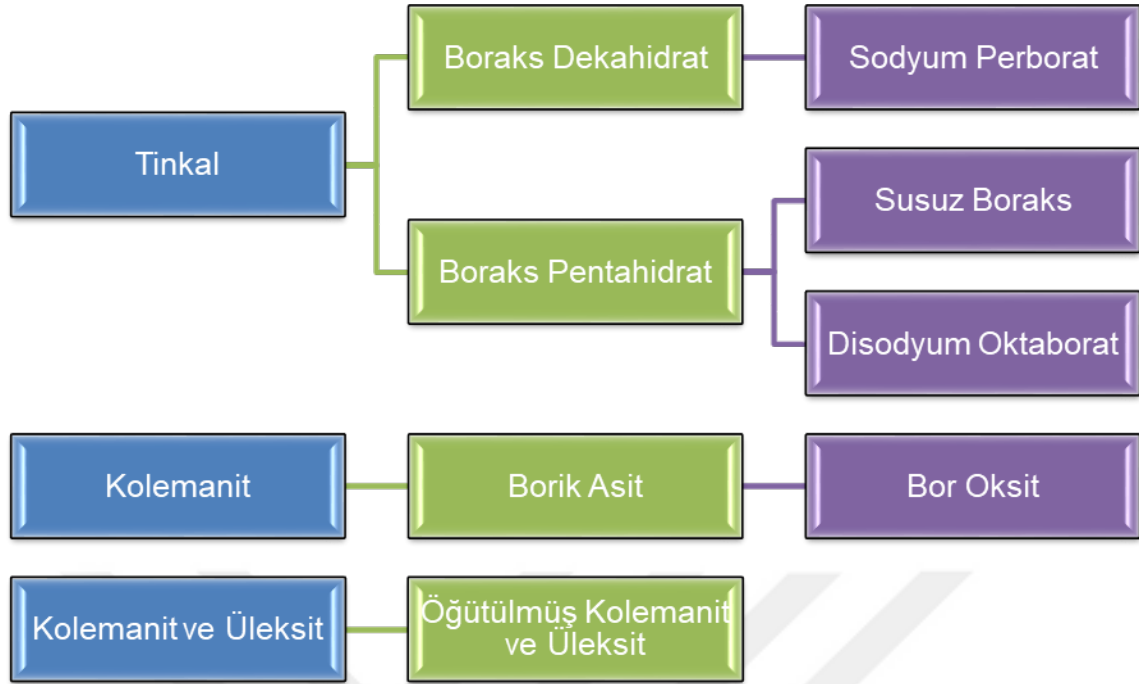 Tinkal
Boraks Dekahidrat
Sodyum Perborat
Boraks Pentahidrat
Susuz Boraks
Disodyum Oktaborat
Kolemanit
Borik Asit
Bor Oksit
Kolemanit ve Üleksit
Öğütülmüş Kolemanit
ve Üleksit